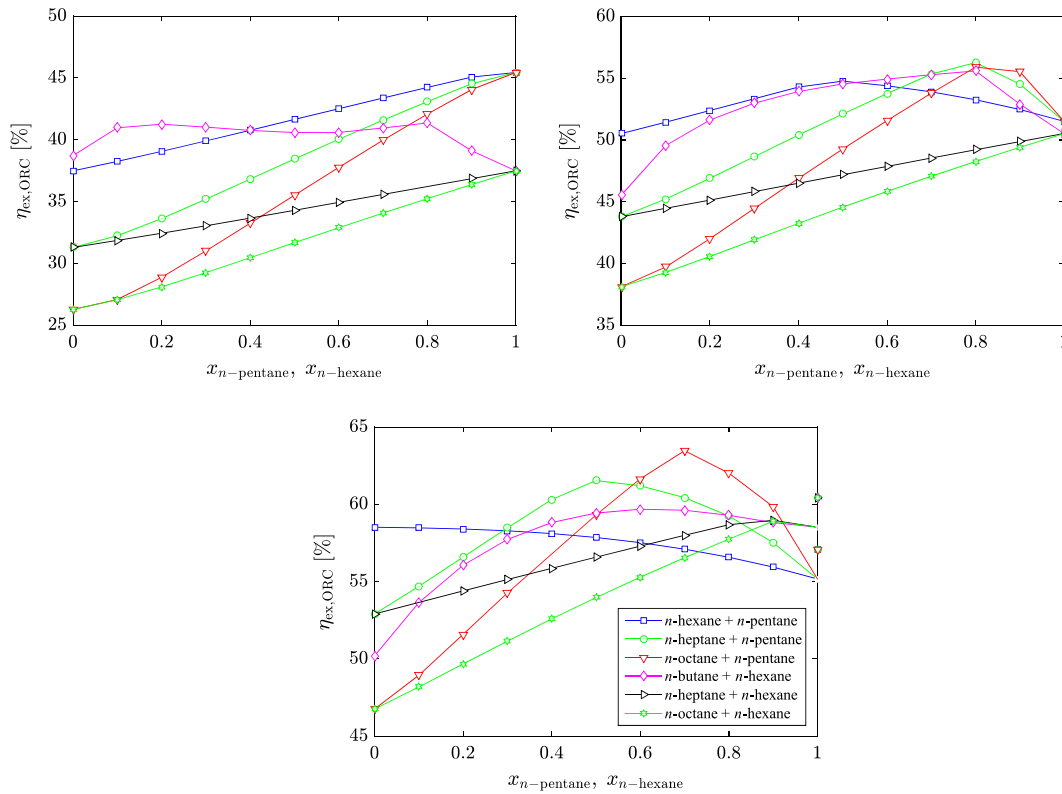 50
45
40
35
30
25
η_ex,ORC [%]
0 0.2 0.4 0.6 0.8 1
x_n−pentane, x_n−hexane
60
55
50
45
40
35
η_ex,ORC [%]
0 0.2 0.4 0.6 0.8 1
x_n−pentane, x_n−hexane
65
60
55
50
45
η_ex,ORC [%]
0 0.2 0.4 0.6 0.8 1
x_n−pentane, x_n−hexane
n-hexane + n-pentane
n-heptane + n-pentane
n-octane + n-pentane
n-butane + n-hexane
n-heptane + n-hexane
n-octane + n-hexane